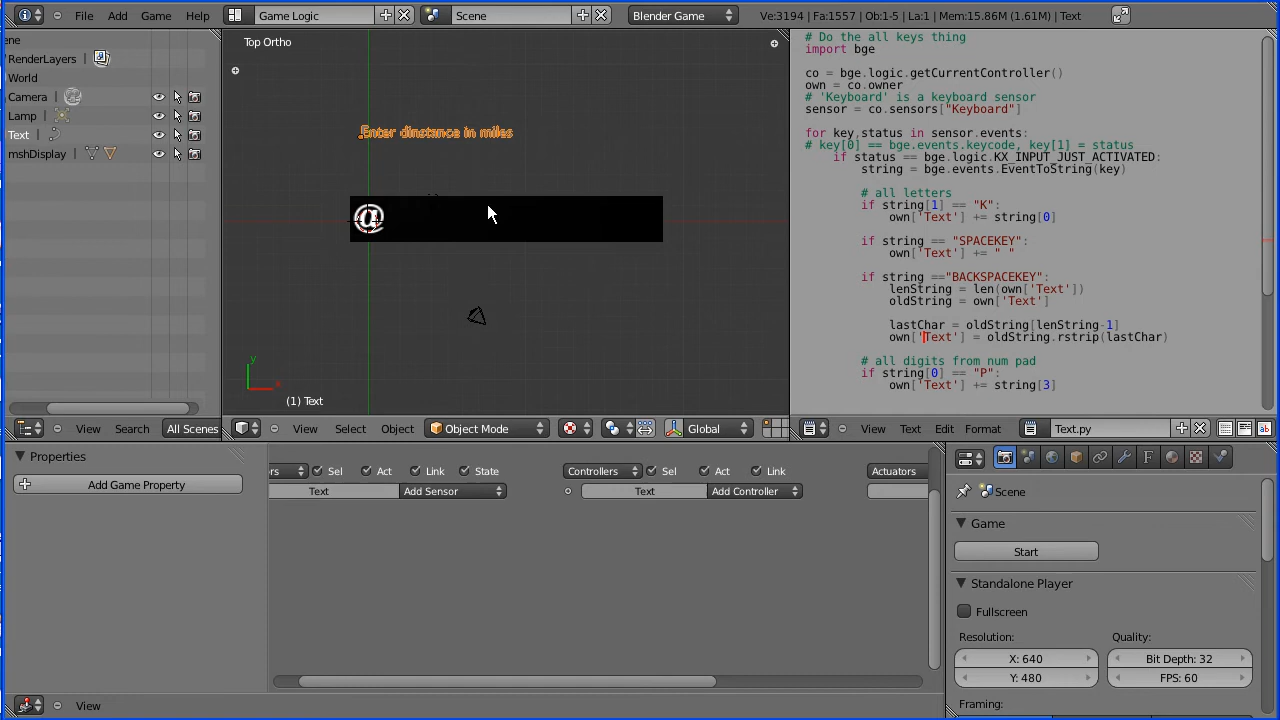 File Add Game Help Game Logic Scene Blender Game Ve:3194 | Fa:1557 | Ob:1-5 | La:1 | Mem:15.86M (1.61M) | Text
ene
RenderLayers |
World
Camera |
Lamp |
Text |
mshDisplay |
View Search All Scenes
Top Ortho
Enter dinstance in miles
@
y
x
(1) Text
View Select Object Object Mode Global
# Do the all keys thing
import bge
co = bge.logic.getCurrentController()
own = co.owner
# 'Keyboard' is a keyboard sensor
sensor = co.sensors["Keyboard"]
for key,status in sensor.events:
# key[0] == bge.events.keycode, key[1] = status
if status == bge.logic.KX_INPUT_JUST_ACTIVATED:
string = bge.events.EventToString(key)
# all letters
if string[1] == "K":
own['Text'] += string[0]
if string == "SPACEKEY":
own['Text'] += " "
if string =="BACKSPACEKEY":
lenString = len(own['Text'])
oldString = own['Text']
lastChar = oldString[lenString-1]
own['Text'] = oldString.rstrip(lastChar)
# all digits from num pad
if string[0] == "P":
own['Text'] += string[3]
View Text Edit Format Text.py
Properties
Add Game Property
rs Sel Act Link State
Text Add Sensor
Controllers Sel Act Link
Text Add Controller
Actuators
View
Scene
Game
Start
Standalone Player
Fullscreen
Resolution: Quality:
X: 640 Bit Depth: 32
Y: 480 FPS: 60
Framing: